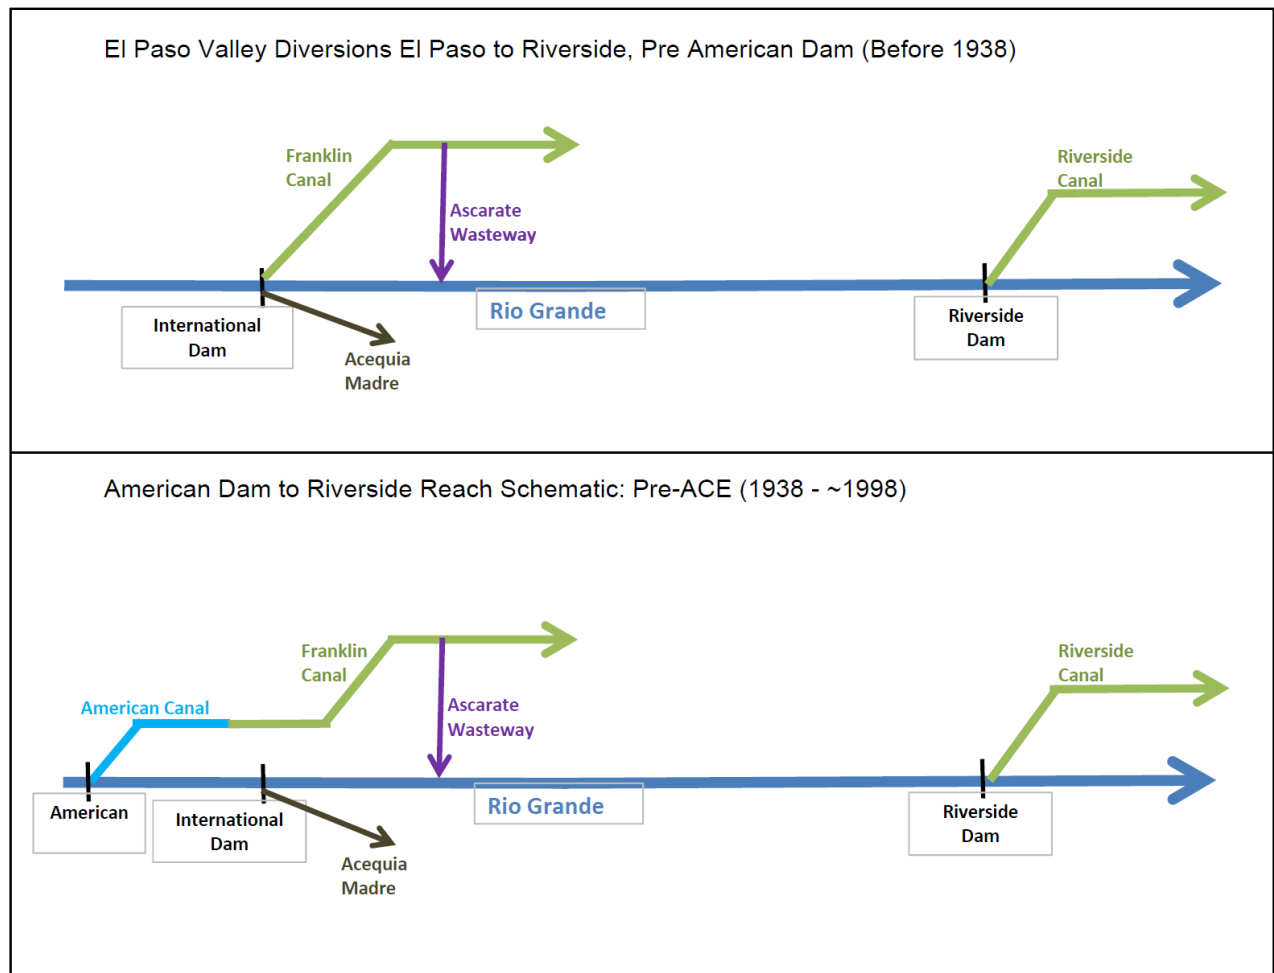 El Paso Valley Diversions El Paso to Riverside, Pre American Dam (Before 1938)
Franklin
Canal
Riverside
Canal
Ascarate
Wasteway
Rio Grande
International
Dam
Riverside
Dam
Acequia
Madre
American Dam to Riverside Reach Schematic: Pre-ACE (1938 - ~1998)
Franklin
Canal
Riverside
Canal
American Canal
Ascarate
Wasteway
American
International
Dam
Rio Grande
Riverside
Dam
Acequia
Madre